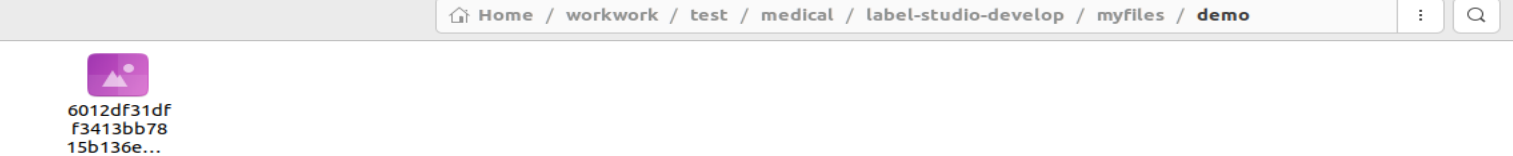 Home / workwork / test / medical / label-studio-develop / myfiles / demo
6012df31df
f3413bb78
15b136e...